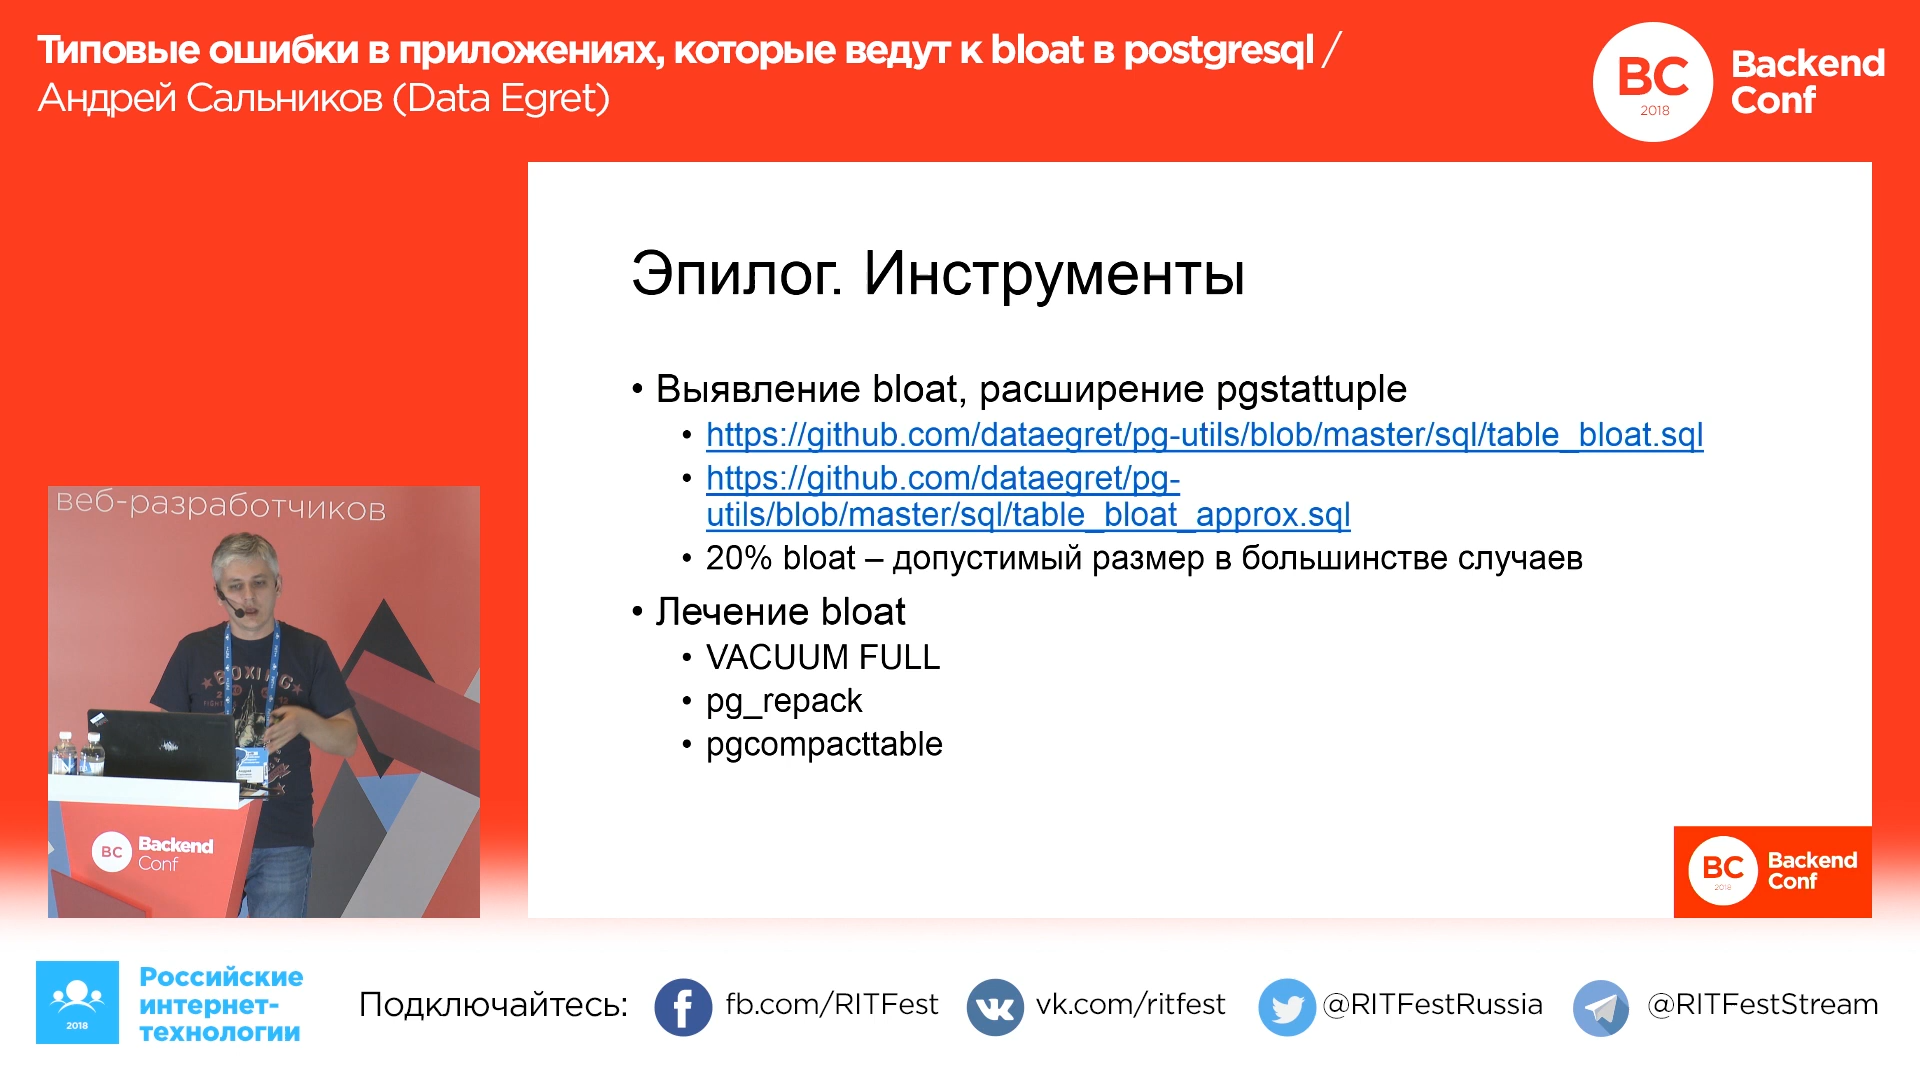 Типовые ошибки в приложениях, которые ведут к bloat в postgresql /
Андрей Сальников (Data Egret)
BC
2018
Backend
Conf
Эпилог. Инструменты
• Выявление bloat, расширение pgstattuple
• https://github.com/dataegret/pg-utils/blob/master/sql/table_bloat.sql
• https://github.com/dataegret/pg-
utils/blob/master/sql/table_bloat_approx.sql
• 20% bloat – допустимый размер в большинстве случаев
• Лечение bloat
• VACUUM FULL
• pg_repack
• pgcompacttable
BC
2018
Backend
Conf
веб-разработчиков
BOXING
BC
Backend
Conf
2018
Российские
интернет-
технологии
Подключайтесь:
fb.com/RITFest
vk.com/ritfest
@RITFestRussia
@RITFestStream